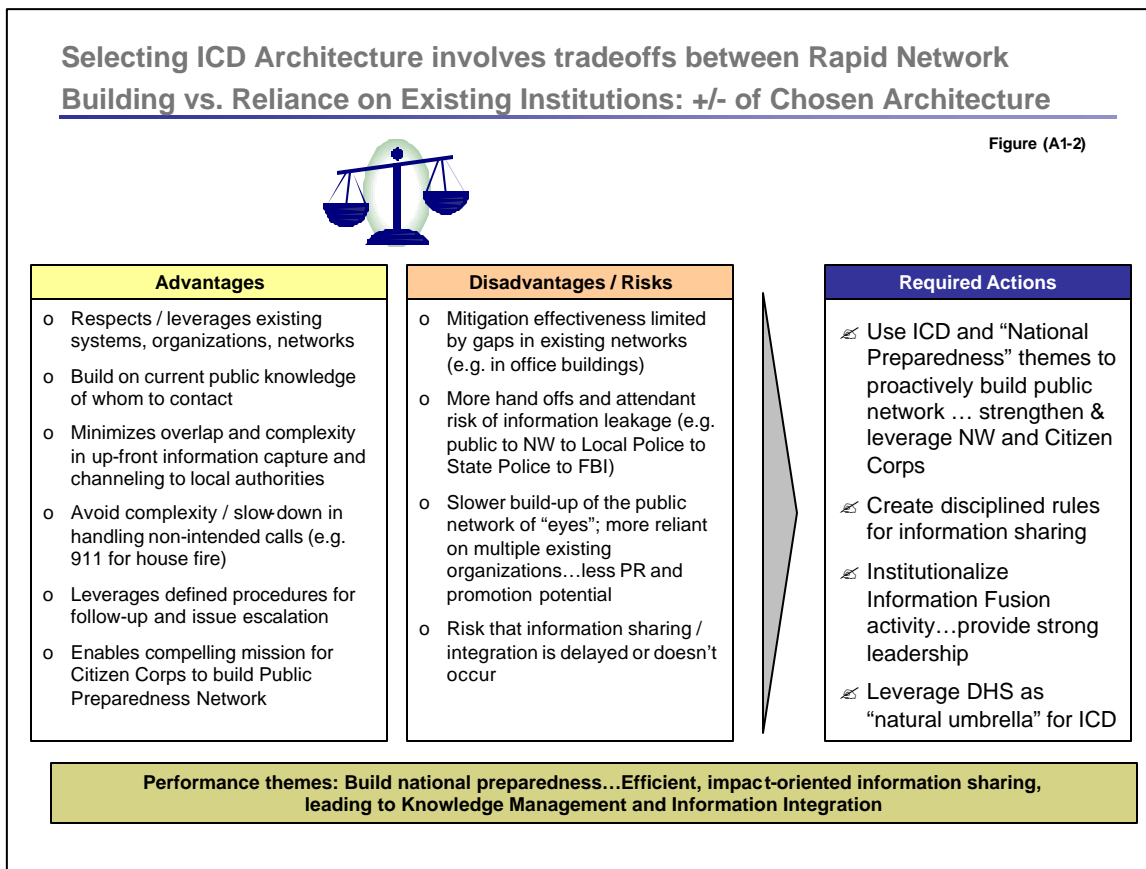 Selecting ICD Architecture involves tradeoffs between Rapid Network
Building vs. Reliance on Existing Institutions: +/- of Chosen Architecture
Figure (A1-2)
Advantages
o Respects / leverages existing
systems, organizations, networks
o Build on current public knowledge
of whom to contact
o Minimizes overlap and complexity
in up-front information capture and
channeling to local authorities
o Avoid complexity / slow-down in
handling non-intended calls (e.g.
911 for house fire)
o Leverages defined procedures for
follow-up and issue escalation
o Enables compelling mission for
Citizen Corps to build Public
Preparedness Network
Disadvantages / Risks
o Mitigation effectiveness limited
by gaps in existing networks
(e.g. in office buildings)
o More hand offs and attendant
risk of information leakage (e.g.
public to NW to Local Police to
State Police to FBI)
o Slower build-up of the public
network of “eyes”; more reliant
on multiple existing
organizations…less PR and
promotion potential
o Risk that information sharing /
integration is delayed or doesn’t
occur
Required Actions
Use ICD and “National
Preparedness” themes to
proactively build public
network … strengthen &
leverage NW and Citizen
Corps
Create disciplined rules
for information sharing
Institutionalize
Information Fusion
activity…provide strong
leadership
Leverage DHS as
“natural umbrella” for ICD
Performance themes: Build national preparedness…Efficient, impact-oriented information sharing,
leading to Knowledge Management and Information Integration